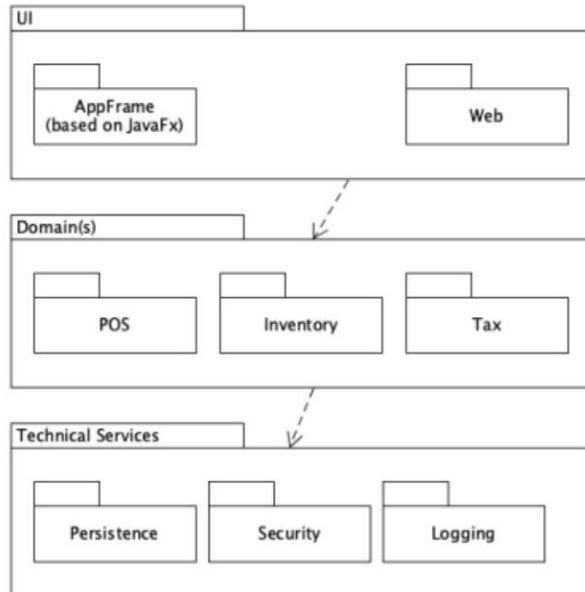 UI
AppFrame
(based on JavaFx)
Web
Domain(s)
POS
Inventory
Tax
Technical Services
Persistence
Security
Logging